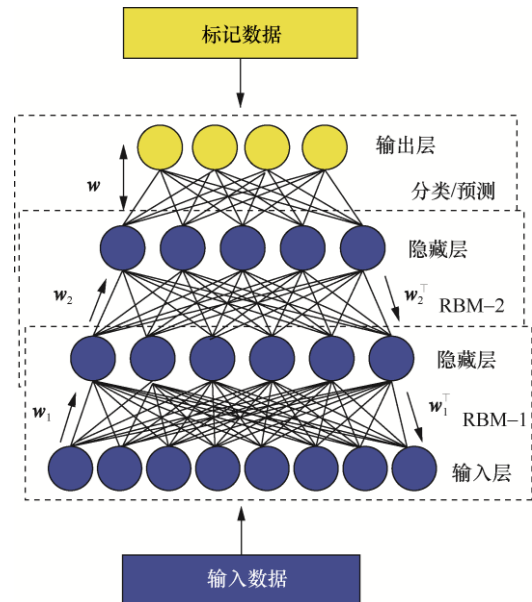 标记数据
输出层
w
分类/预测
隐藏层
w₂
w₂⊤
RBM–2
隐藏层
w₁
w₁⊤
RBM–1
输入层
输入数据